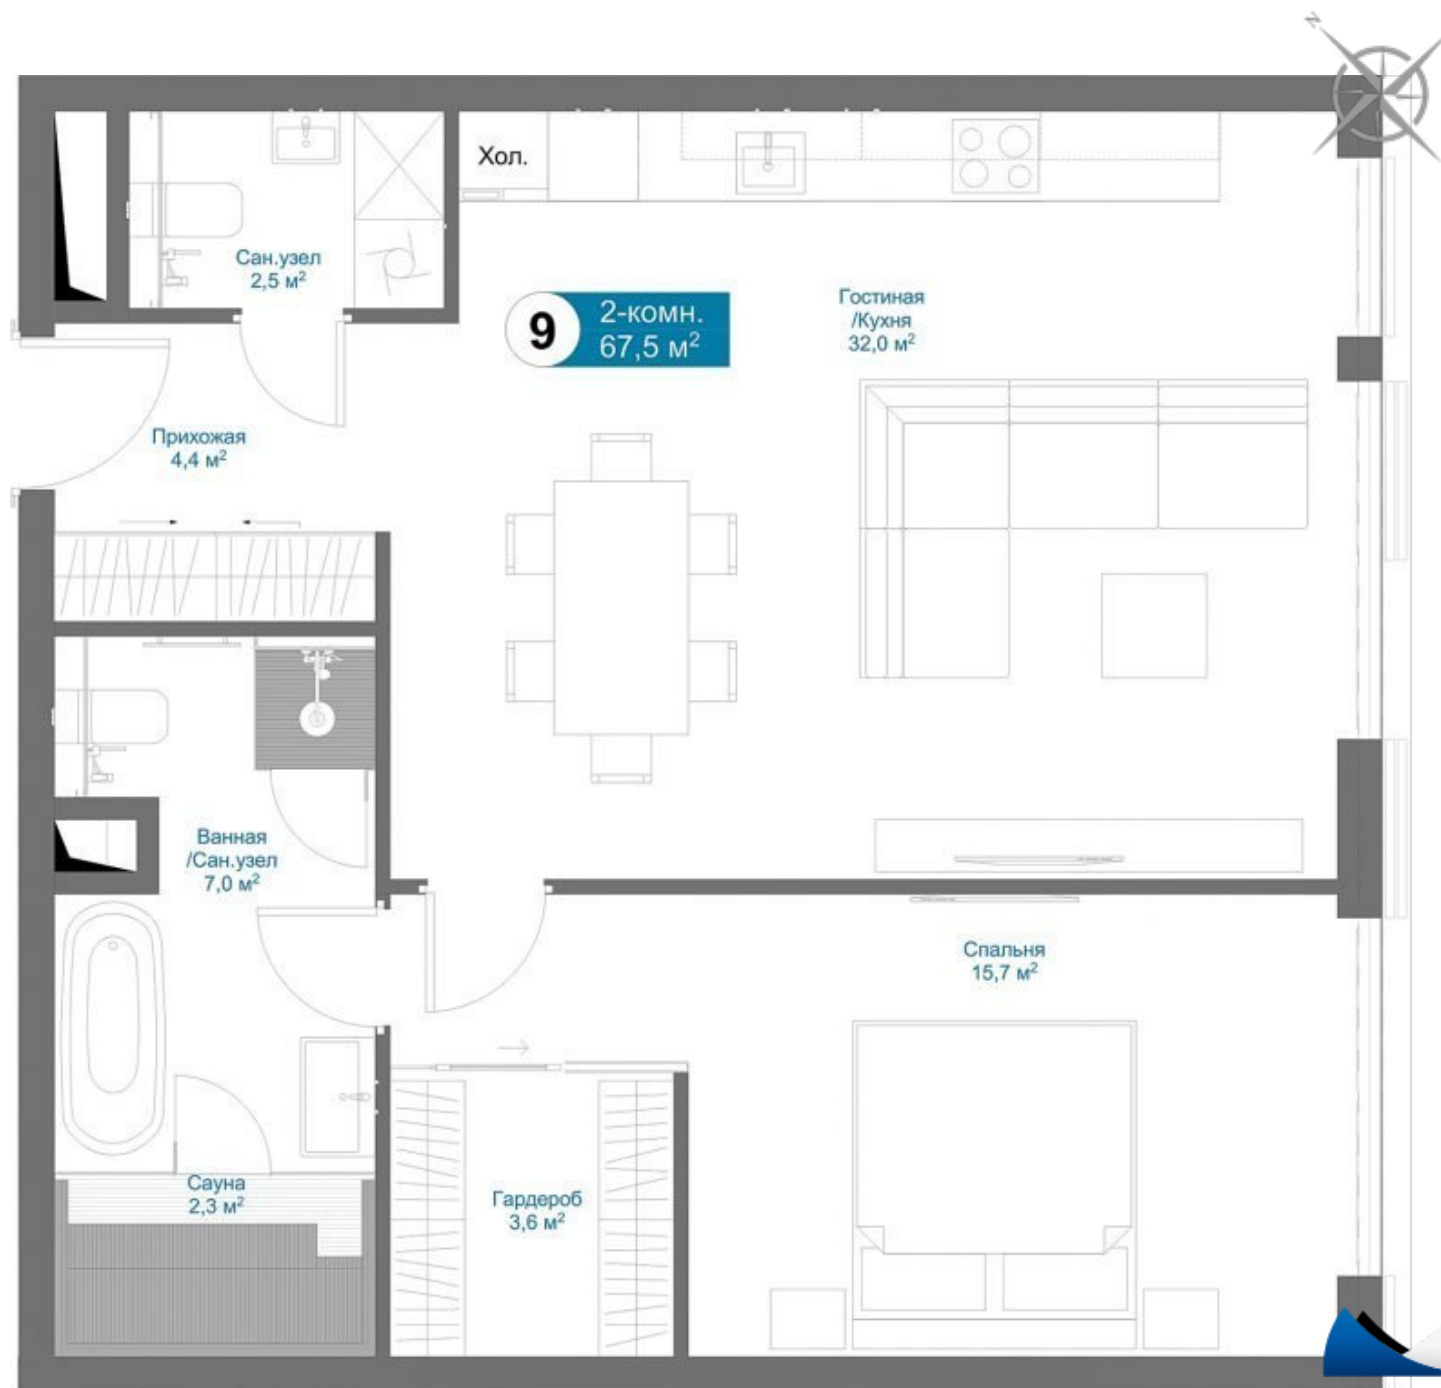 N
Хол.
Сан.узел
2,5 м²
9
2-комн.
67,5 м²
Гостиная
/Кухня
32,0 м²
Прихожая
4,4 м²
Ванная
/Сан.узел
7,0 м²
Спальня
15,7 м²
Сауна
2,3 м²
Гардероб
3,6 м²